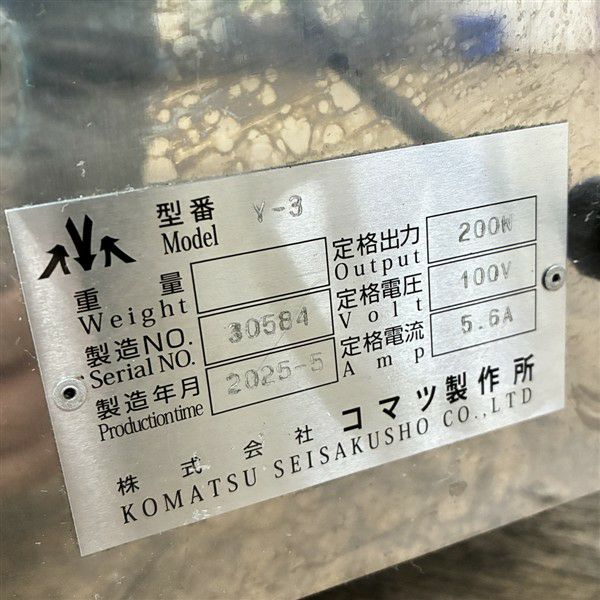 型番 Y-3
Model
重量
Weight
製造NO. 30584
Serial NO.
製造年月 2025-5
Production time
定格出力 200W
Output
定格電圧 100V
Volt
定格電流 5.6A
Amp
株式会社 コマツ製作所
KOMATSU SEISAKUSHO CO.,LTD